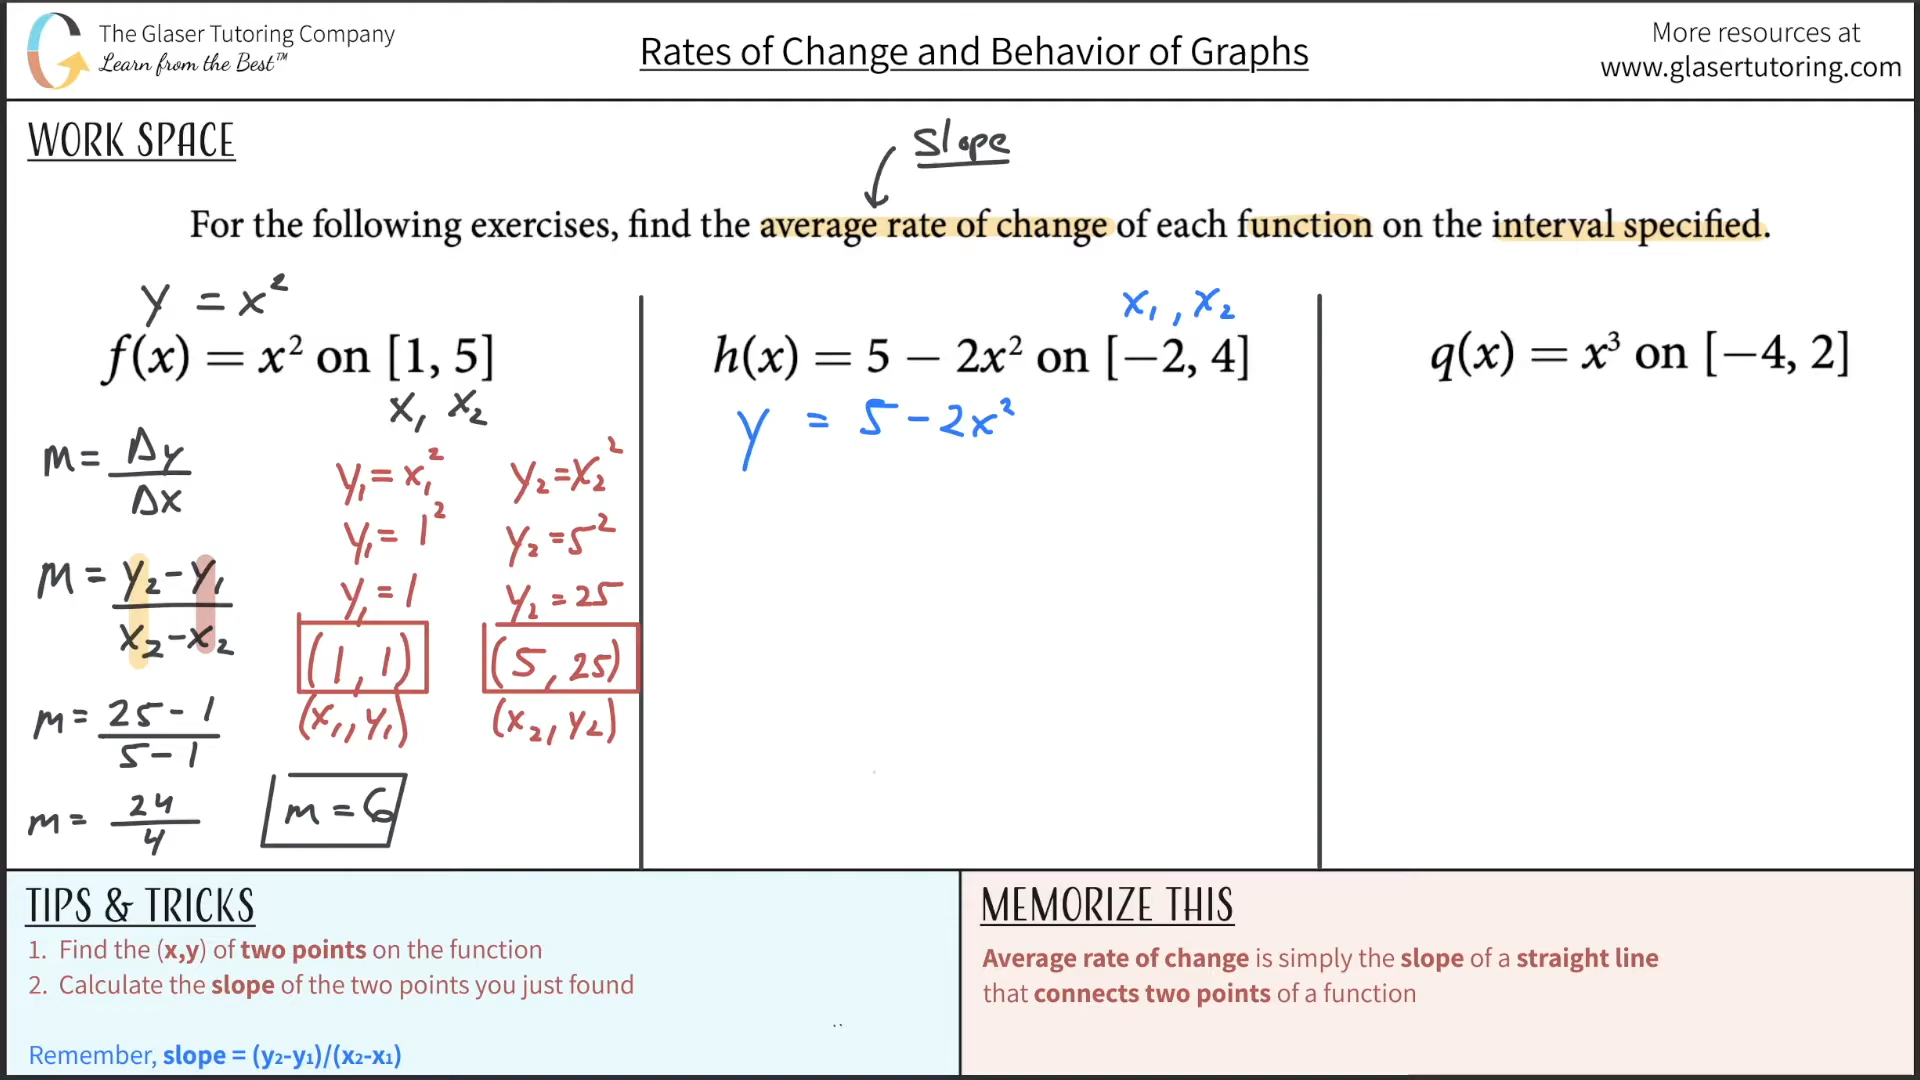 The Glaser Tutoring Company
Learn from the Best™
Rates of Change and Behavior of Graphs
More resources at
www.glasertutoring.com
WORK SPACE
slope
For the following exercises, find the average rate of change of each function on the interval specified.
y = x²
f(x) = x² on [1, 5]
x₁ x₂
m = Δy/Δx
m = y₂-y₁/x₂-x₂
m = 25-1/5-1
m = 24/4
m = 6
y₁ = x₁²
y₁ = 1²
y₁ = 1
(1, 1)
(x₁, y₁)
y₂ = x₂²
y₂ = 5²
y₂ = 25
(5, 25)
(x₂, y₂)
x₁, x₂
h(x) = 5 − 2x² on [−2, 4]
y = 5 - 2x²
q(x) = x³ on [−4, 2]
TIPS & TRICKS
1. Find the (x,y) of two points on the function
2. Calculate the slope of the two points you just found
Remember, slope = (y₂-y₁)/(x₂-x₁)
MEMORIZE THIS
Average rate of change is simply the slope of a straight line
that connects two points of a function